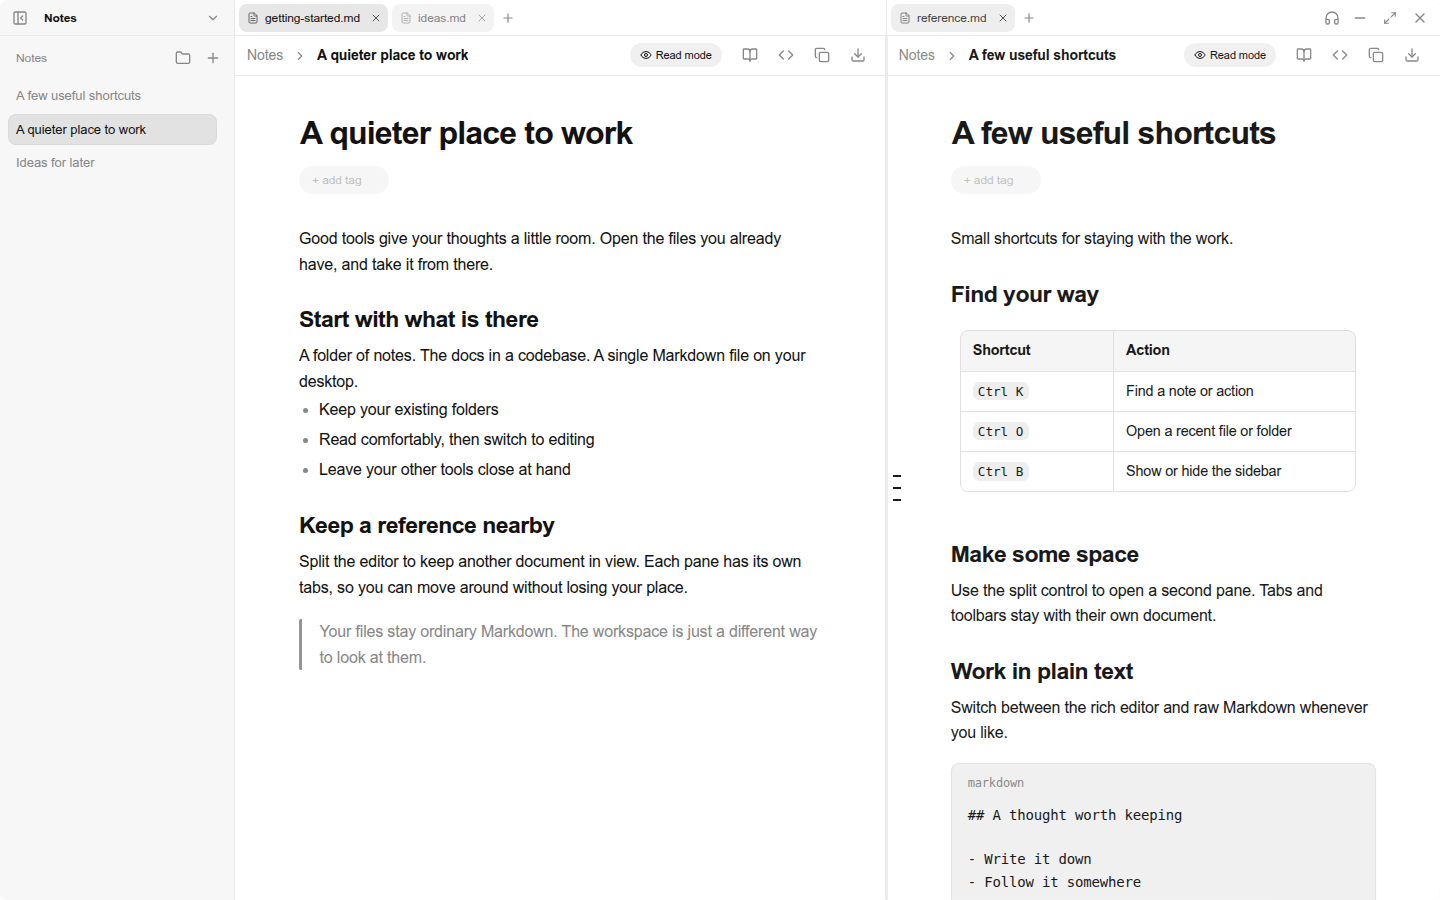 Notes
getting-started.md
ideas.md
reference.md
Notes
A few useful shortcuts
A quieter place to work
Ideas for later
Notes
A quieter place to work
Read mode
A quieter place to work
+ add tag
Good tools give your thoughts a little room. Open the files you already
have, and take it from there.
Start with what is there
A folder of notes. The docs in a codebase. A single Markdown file on your
desktop.
Keep your existing folders
Read comfortably, then switch to editing
Leave your other tools close at hand
Keep a reference nearby
Split the editor to keep another document in view. Each pane has its own
tabs, so you can move around without losing your place.
Your files stay ordinary Markdown. The workspace is just a different way
to look at them.
Notes
A few useful shortcuts
Read mode
A few useful shortcuts
+ add tag
Small shortcuts for staying with the work.
Find your way
Shortcut Action
Ctrl K Find a note or action
Ctrl O Open a recent file or folder
Ctrl B Show or hide the sidebar
Make some space
Use the split control to open a second pane. Tabs and
toolbars stay with their own document.
Work in plain text
Switch between the rich editor and raw Markdown whenever
you like.
markdown
## A thought worth keeping
- Write it down
- Follow it somewhere